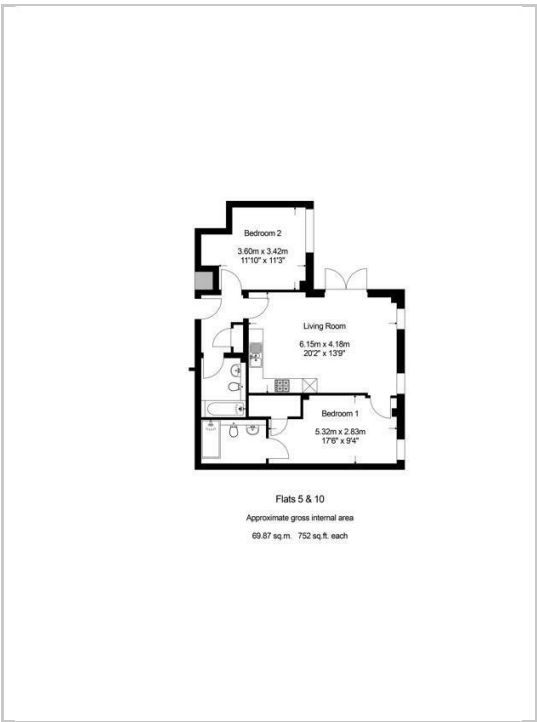 Bedroom 2
3.60m x 3.42m
11'10" x 11'3"
Living Room
6.15m x 4.18m
20'2" x 13'9"
Bedroom 1
5.32m x 2.83m
17'6" x 9'4"
Flats 5 & 10
Approximate gross internal area
69.87 sq.m. 752 sq.ft. each